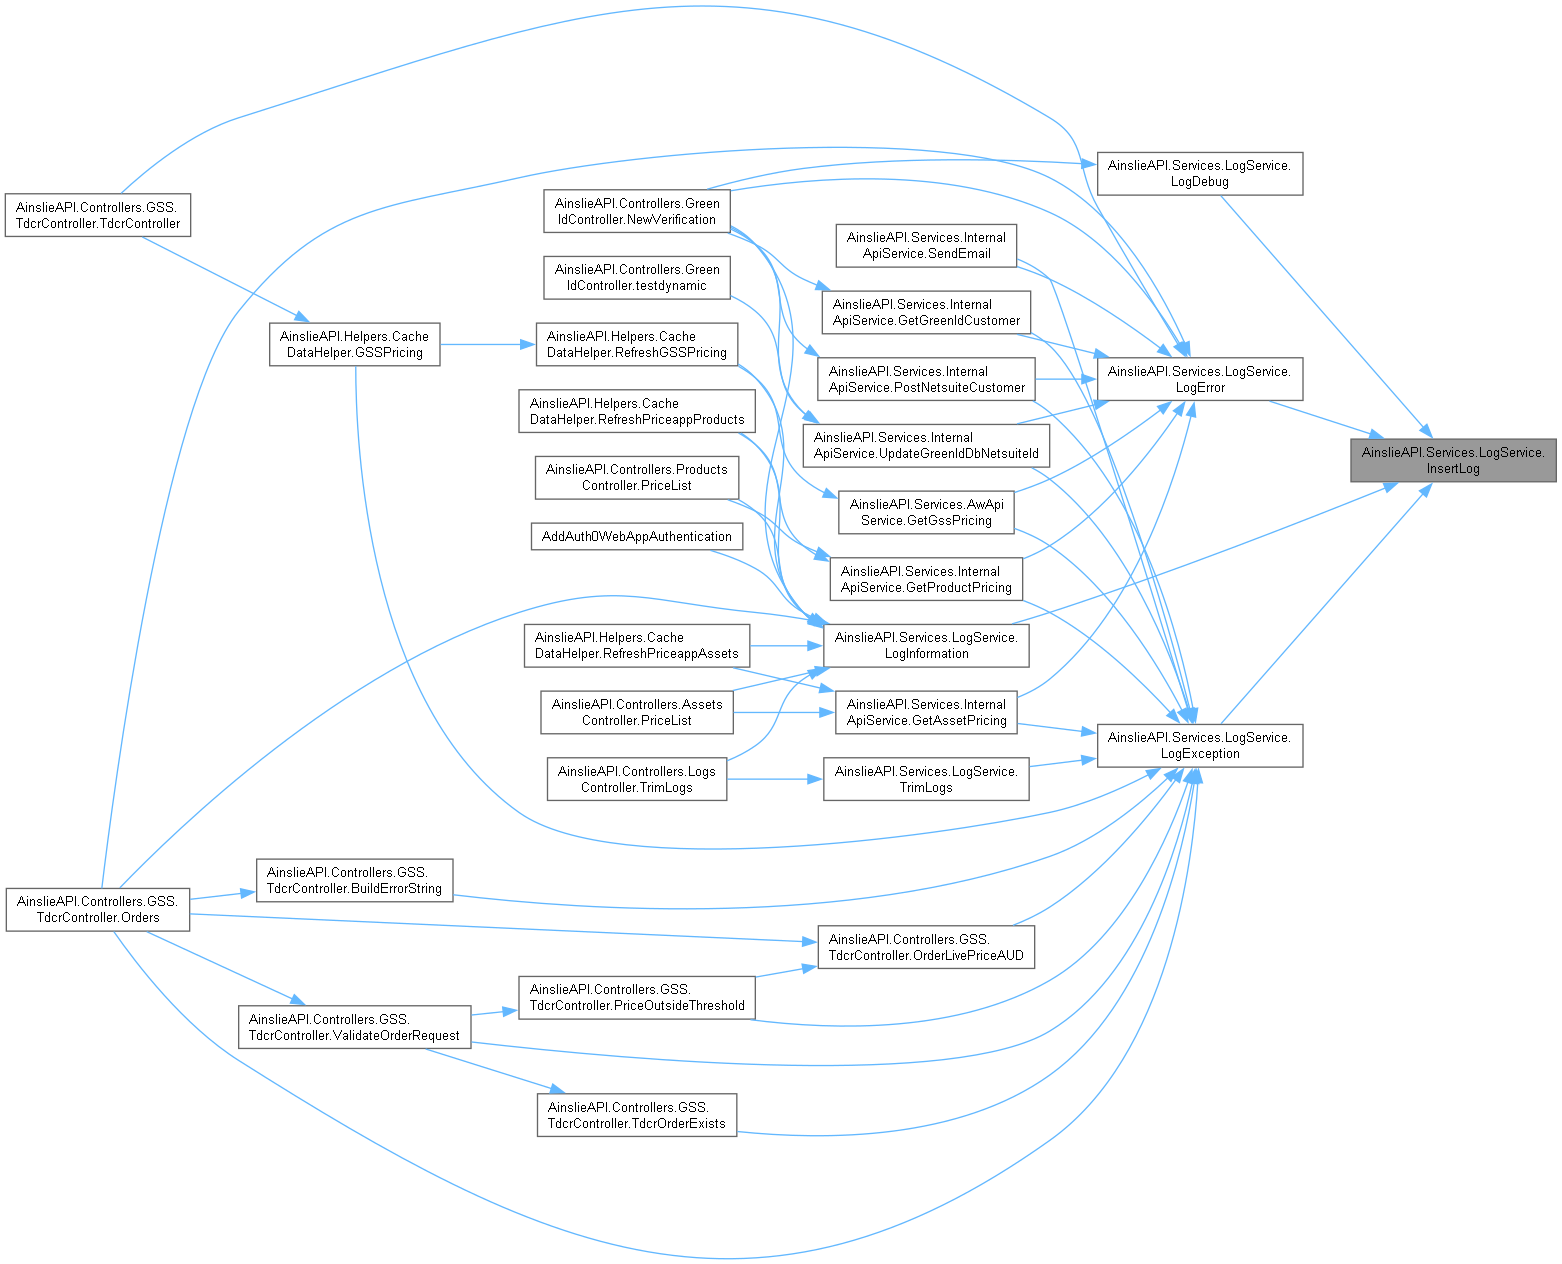 AinslieAPI.Controllers.GSS.
TdcrController.TdcrController
AinslieAPI.Helpers.Cache
DataHelper.GSSPricing
AinslieAPI.Controllers.GSS.
TdcrController.Orders
AinslieAPI.Controllers.GSS.
TdcrController.BuildErrorString
AinslieAPI.Controllers.GSS.
TdcrController.ValidateOrderRequest
AinslieAPI.Controllers.Green
IdController.NewVerification
AinslieAPI.Controllers.Green
IdController.testdynamic
AinslieAPI.Helpers.Cache
DataHelper.RefreshGSSPricing
AinslieAPI.Helpers.Cache
DataHelper.RefreshPriceappProducts
AinslieAPI.Controllers.Products
Controller.PriceList
AddAuth0WebAppAuthentication
AinslieAPI.Helpers.Cache
DataHelper.RefreshPriceappAssets
AinslieAPI.Controllers.Assets
Controller.PriceList
AinslieAPI.Controllers.Logs
Controller.TrimLogs
AinslieAPI.Controllers.GSS.
TdcrController.PriceOutsideThreshold
AinslieAPI.Controllers.GSS.
TdcrController.TdcrOrderExists
AinslieAPI.Services.Internal
ApiService.SendEmail
AinslieAPI.Services.Internal
ApiService.GetGreenIdCustomer
AinslieAPI.Services.Internal
ApiService.PostNetsuiteCustomer
AinslieAPI.Services.Internal
ApiService.UpdateGreenIdDbNetsuiteId
AinslieAPI.Services.AwApi
Service.GetGssPricing
AinslieAPI.Services.Internal
ApiService.GetProductPricing
AinslieAPI.Services.LogService.
LogInformation
AinslieAPI.Services.Internal
ApiService.GetAssetPricing
AinslieAPI.Services.LogService.
TrimLogs
AinslieAPI.Controllers.GSS.
TdcrController.OrderLivePriceAUD
AinslieAPI.Services.LogService.
LogDebug
AinslieAPI.Services.LogService.
LogError
AinslieAPI.Services.LogService.
LogException
AinslieAPI.Services.LogService.
InsertLog